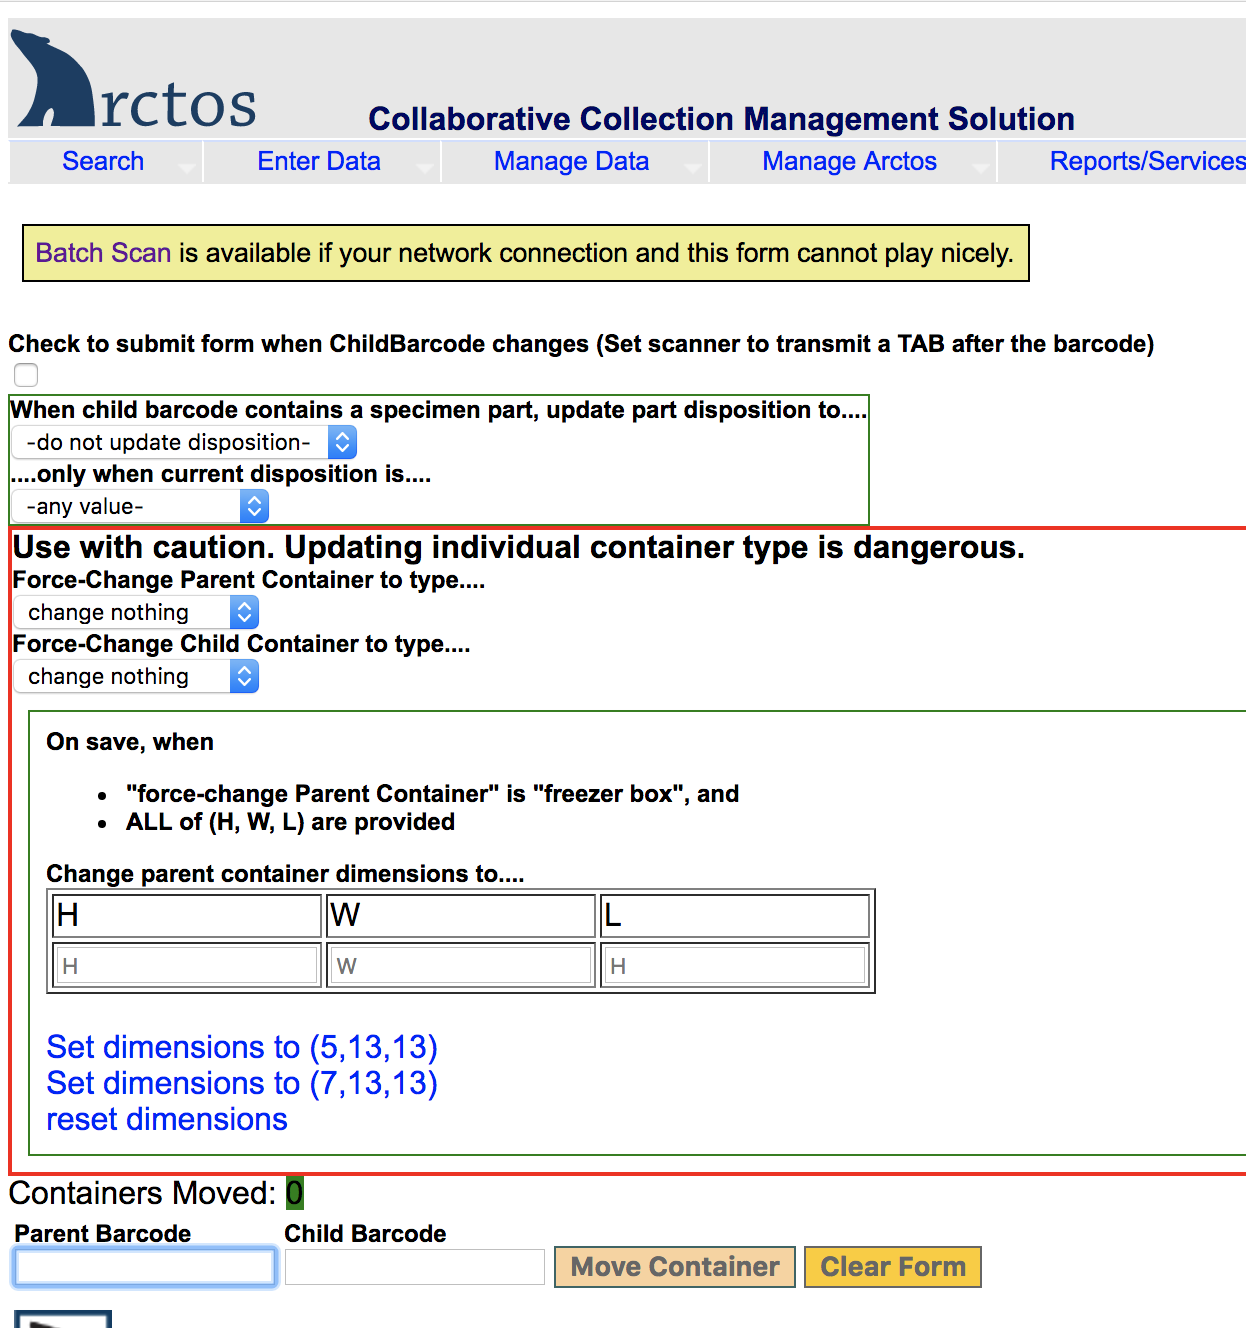 rctos
Collaborative Collection Management Solution
Search Enter Data Manage Data Manage Arctos Reports/Services
Batch Scan is available if your network connection and this form cannot play nicely.
Check to submit form when ChildBarcode changes (Set scanner to transmit a TAB after the barcode)
When child barcode contains a specimen part, update part disposition to....
-do not update disposition-
....only when current disposition is....
-any value-
Use with caution. Updating individual container type is dangerous.
Force-Change Parent Container to type....
change nothing
Force-Change Child Container to type....
change nothing
On save, when
• "force-change Parent Container" is "freezer box", and
• ALL of (H, W, L) are provided
Change parent container dimensions to....
H W L
H W H
Set dimensions to (5,13,13)
Set dimensions to (7,13,13)
reset dimensions
Containers Moved: 0
Parent Barcode Child Barcode
Move Container Clear Form